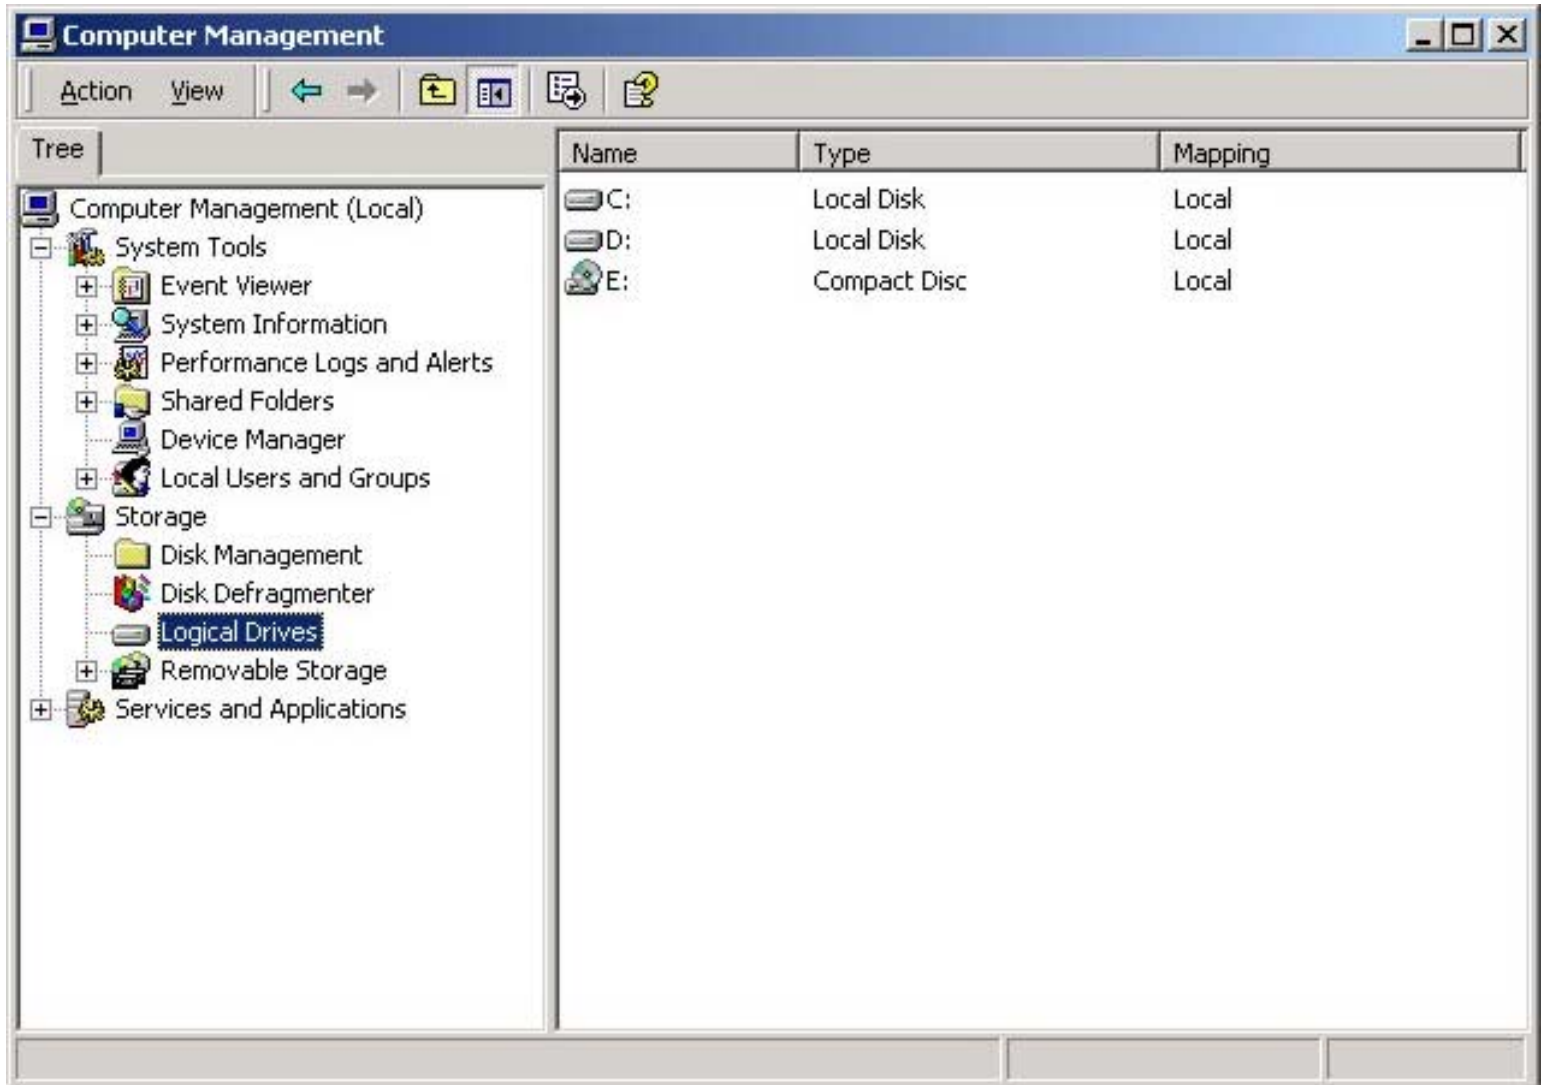 Computer Management
Action View
Tree
Computer Management (Local)
System Tools
Event Viewer
System Information
Performance Logs and Alerts
Shared Folders
Device Manager
Local Users and Groups
Storage
Disk Management
Disk Defragmenter
Logical Drives
Removable Storage
Services and Applications
Name Type Mapping
C: Local Disk Local
D: Local Disk Local
E: Compact Disc Local